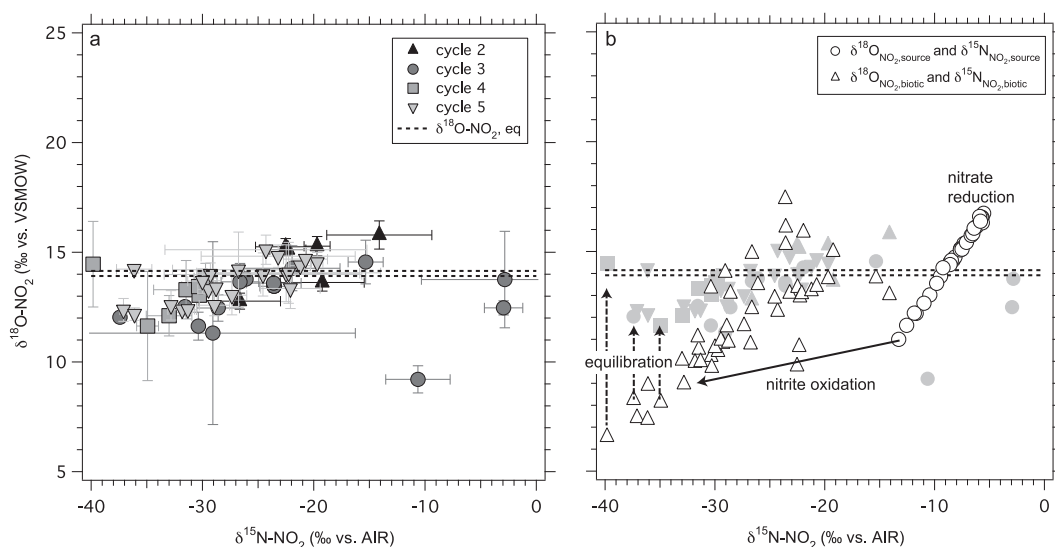 a
cycle 2
cycle 3
cycle 4
cycle 5
δ18O-NO2, eq
25
20
15
10
5
δ18O-NO2 (‰ vs. VSMOW)
-40
-30
-20
-10
0
δ15N-NO2 (‰ vs. AIR)
b
δ18ONO2,source and δ15NNO2,source
δ18ONO2,biotic and δ15NNO2,biotic
nitrate
reduction
equilibration
nitrite oxidation
-40
-30
-20
-10
0
δ15N-NO2 (‰ vs. AIR)